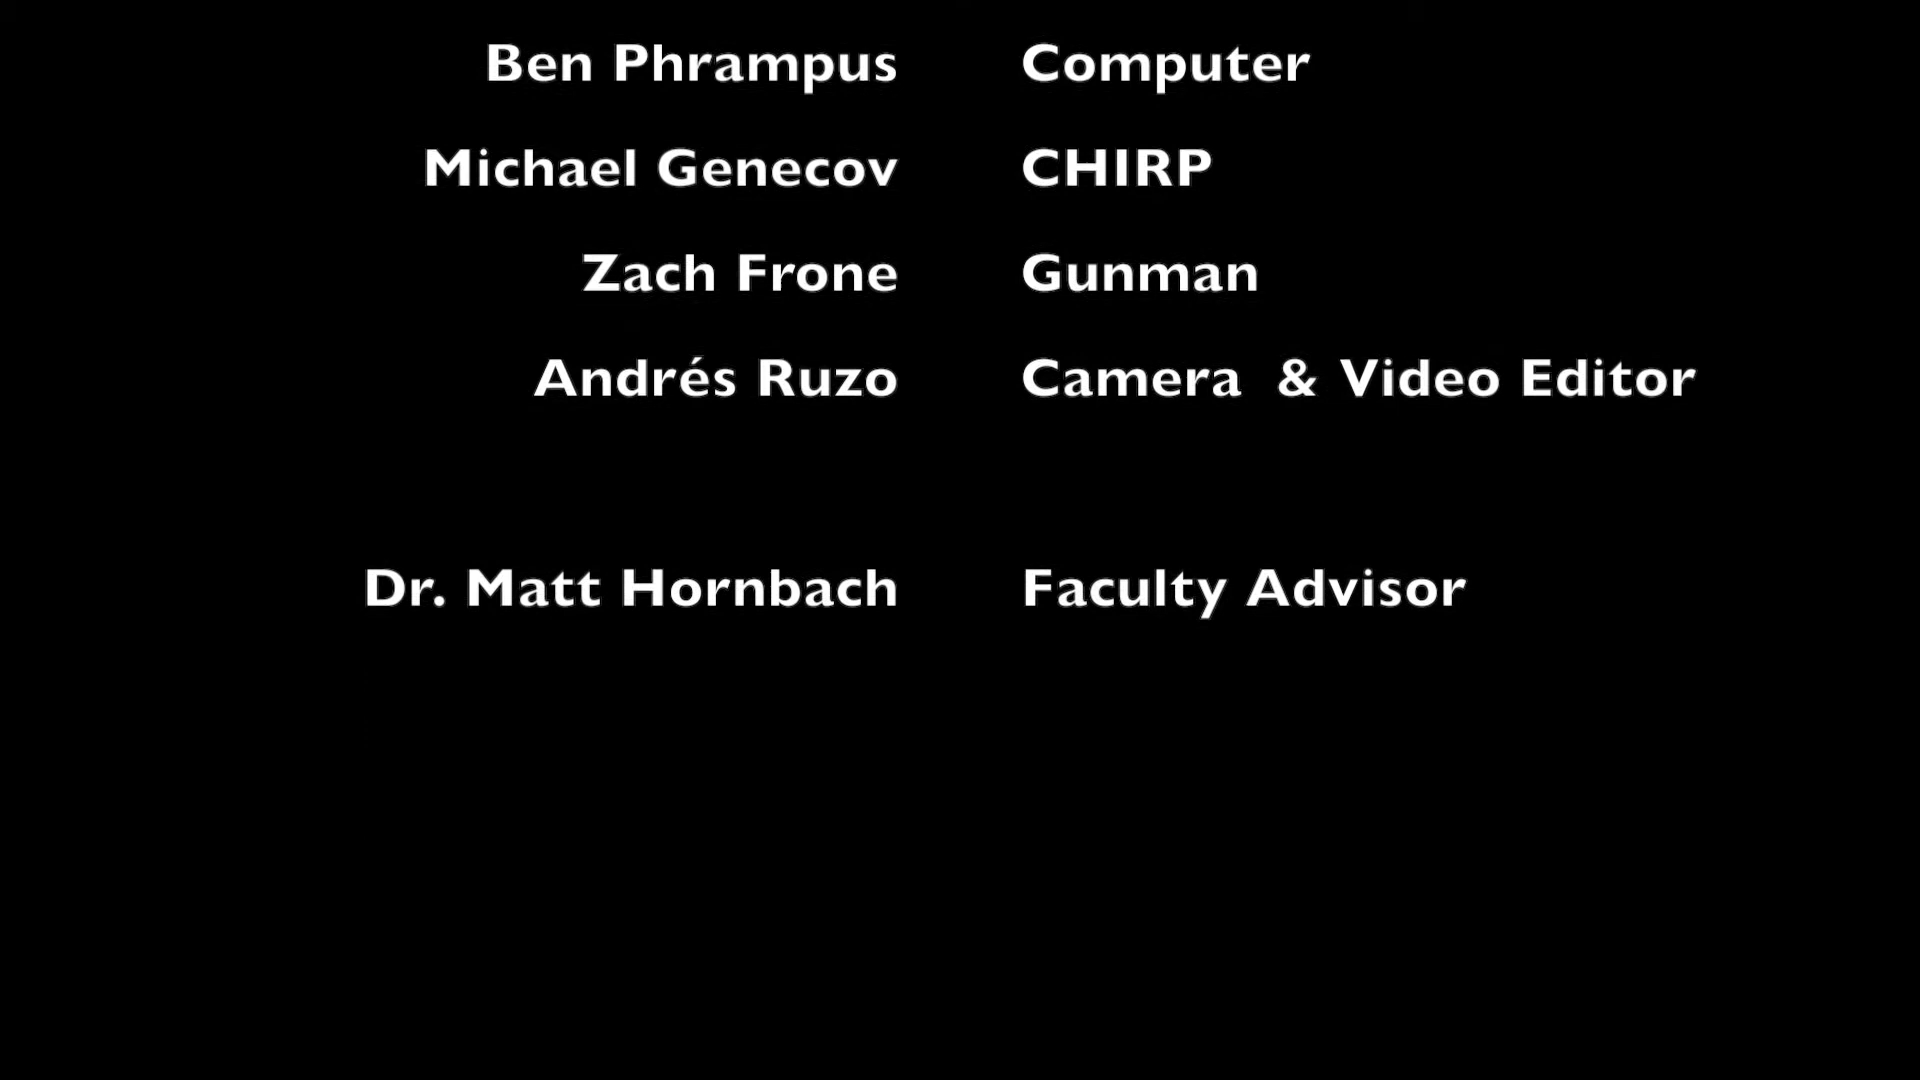 Ben Phrampus Computer
Michael Genecov CHIRP
Zach Frone Gunman
Andrés Ruzo Camera & Video Editor
Dr. Matt Hornbach Faculty Advisor